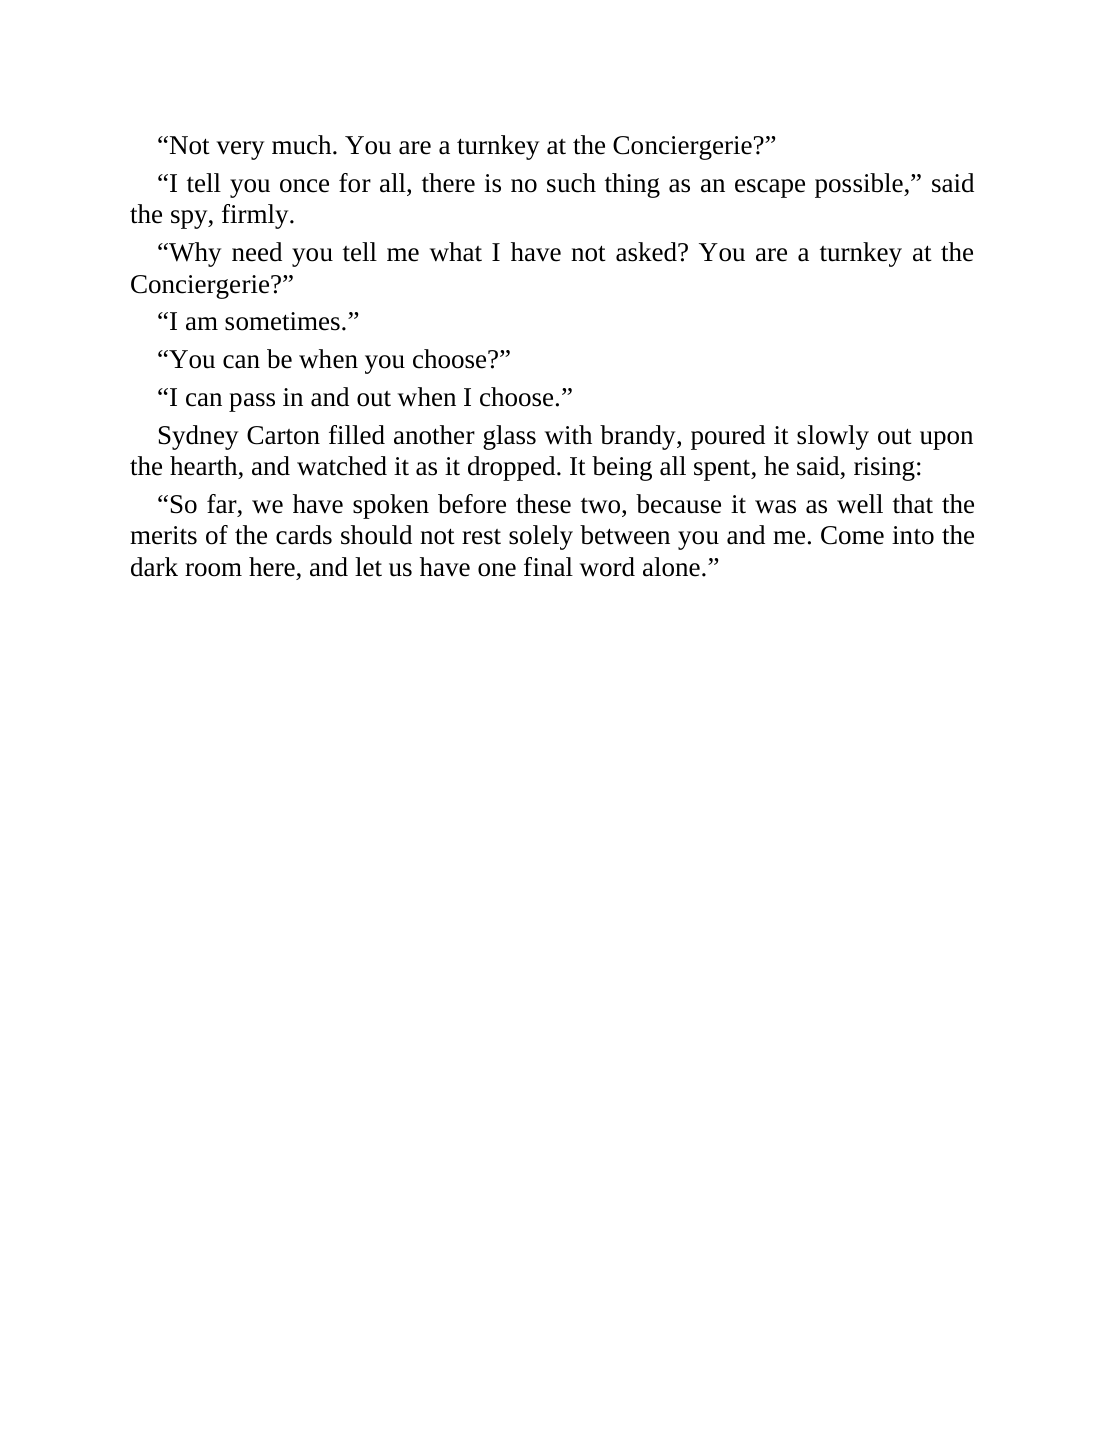 “Not very much. You are a turnkey at the Conciergerie?”
“I tell you once for all, there is no such thing as an escape possible,” said
the spy, firmly.
“Why need you tell me what I have not asked? You are a turnkey at the
Conciergerie?”
“I am sometimes.”
“You can be when you choose?”
“I can pass in and out when I choose.”
Sydney Carton filled another glass with brandy, poured it slowly out upon
the hearth, and watched it as it dropped. It being all spent, he said, rising:
“So far, we have spoken before these two, because it was as well that the
merits of the cards should not rest solely between you and me. Come into the
dark room here, and let us have one final word alone.”